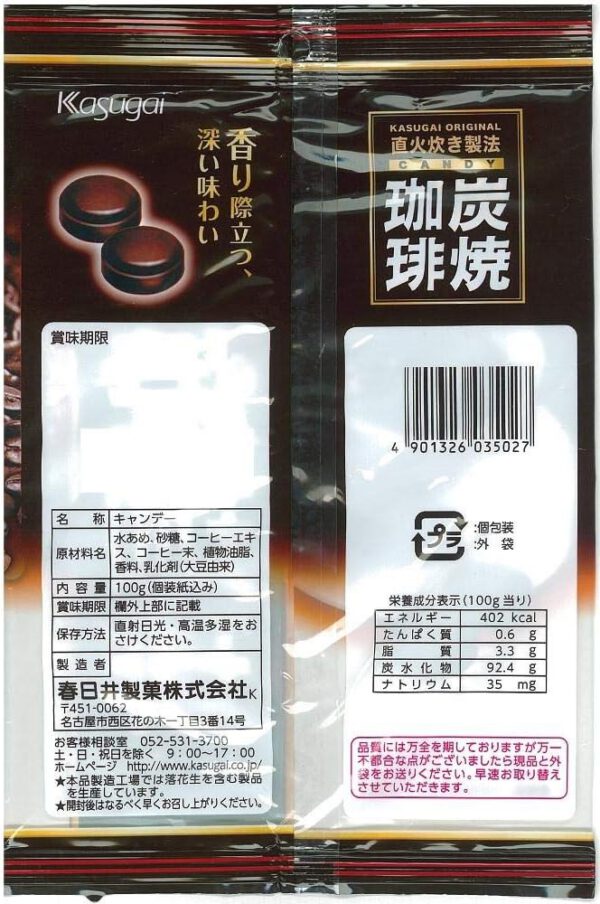 Kasugai
香り際立つ、
深い味わい
賞味期限
名 称 キャンデー
原材料名 水あめ、砂糖、コーヒーエキ
ス、コーヒー末、植物油脂、
香料、乳化剤(大豆由来)
内容量 100g(個装紙込み)
賞味期限 欄外上部に記載
保存方法 直射日光・高温多湿をお
さけください。
製造者
春日井製菓株式会社K
〒451-0062
名古屋市西区花の木一丁目3番14号
お客様相談室 052-531-3700
土・日・祝日を除く 9:00~17:00
ホームページ http://www.kasugai.co.jp/
★本品製造工場では落花生を含む製品
を生産しています。
★開封後はなるべく早くお召し上がりください。
KASUGAI ORIGINAL
直火炊き製法
CANDY
炭焼
珈琲
4 901326 035027
プラ
:個包装
:外 袋
栄養成分表示(100g当り)
エネルギー 402 kcal
たんぱく質 0.6 g
脂 質 3.3 g
炭水化物 92.4 g
ナトリウム 35 mg
品質には万全を期しておりますが万一
不都合な点がございましたら現品と外
袋をお送りください。早速お取り替え
させていただきます。